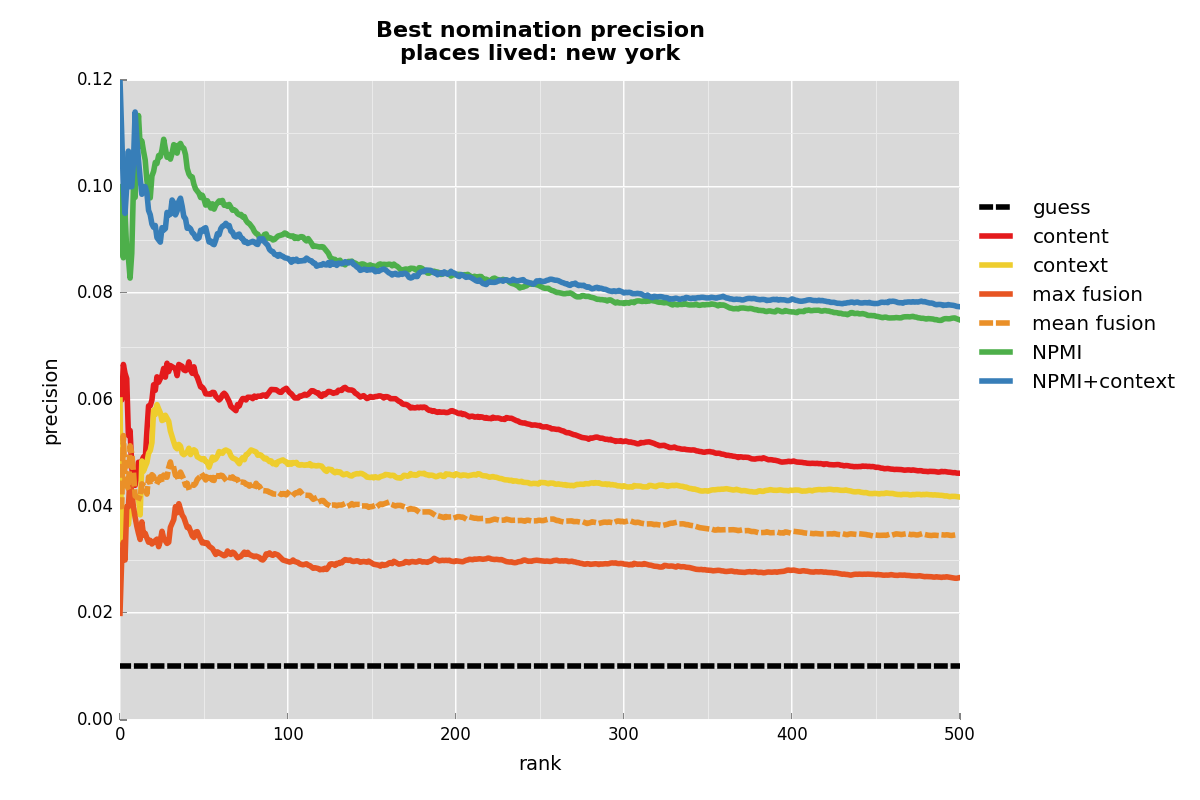 Best nomination precision
places lived: new york
precision
0.12
0.10
0.08
0.06
0.04
0.02
0.00
0
100
200
300
400
500
rank
guess
content
context
max fusion
mean fusion
NPMI
NPMI+context